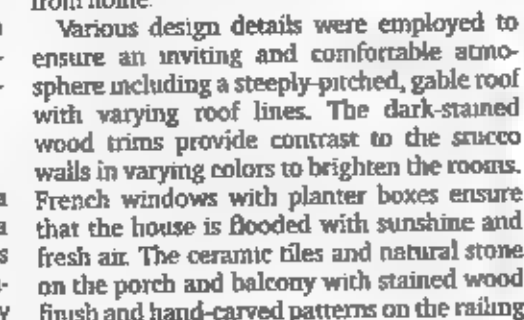 from home.
Various design details were employed to
ensure an inviting and comfortable atmo-
sphere including a steeply-pitched, gable roof
with varying roof lines. The dark-stained
wood trims provide contrast to the stucco
walls in varying colors to brighten the rooms.
French windows with planter boxes ensure
that the house is flooded with sunshine and
fresh air. The ceramic tiles and natural stone
on the porch and balcony with stained wood
finish and hand-carved patterns on the railing